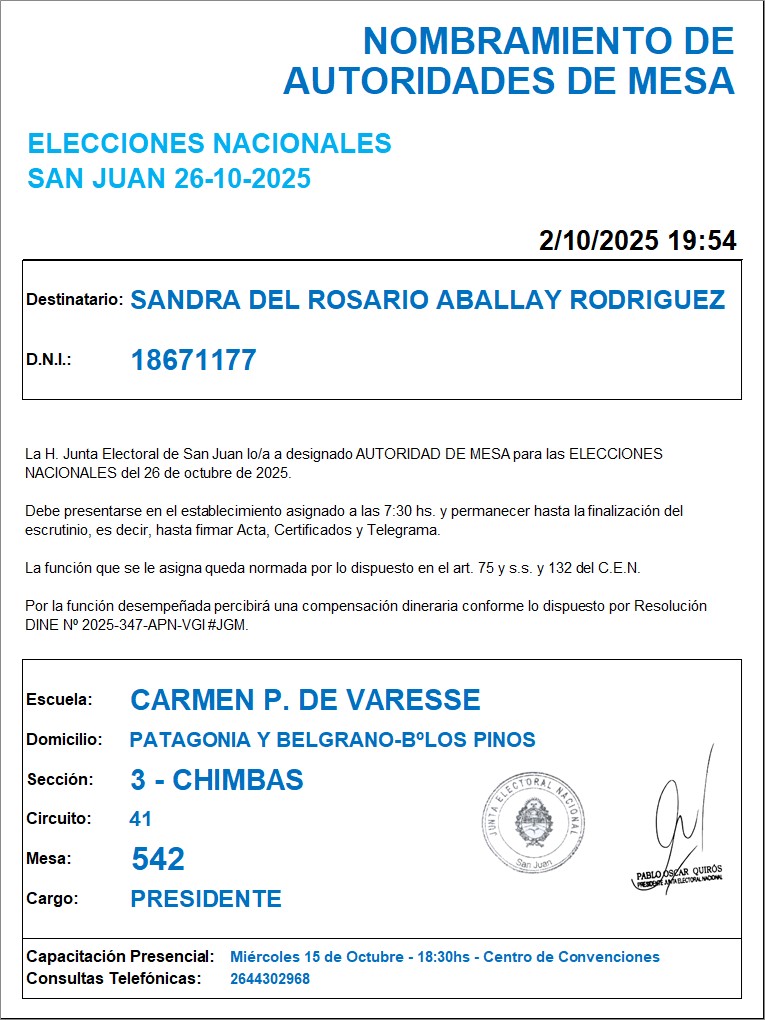 NOMBRAMIENTO DE
AUTORIDADES DE MESA
ELECCIONES NACIONALES
SAN JUAN 26-10-2025
2/10/2025 19:54
Destinatario: SANDRA DEL ROSARIO ABALLAY RODRIGUEZ
D.N.I.: 18671177
La H. Junta Electoral de San Juan lo/a a designado AUTORIDAD DE MESA para las ELECCIONES
NACIONALES del 26 de octubre de 2025.
Debe presentarse en el establecimiento asignado a las 7:30 hs. y permanecer hasta la finalización del
escrutinio, es decir, hasta firmar Acta, Certificados y Telegrama.
La función que se le asigna queda normada por lo dispuesto en el art. 75 y s.s. y 132 del C.E.N.
Por la función desempeñada percibirá una compensación dineraria conforme lo dispuesto por Resolución
DINE Nº 2025-347-APN-VGI#JGM.
Escuela: CARMEN P. DE VARESSE
Domicilio: PATAGONIA Y BELGRANO-BºLOS PINOS
Sección: 3 - CHIMBAS
Circuito: 41
Mesa: 542
Cargo: PRESIDENTE
JUNTA ELECTORAL NACIONAL
San Juan
PABLO OSCAR QUIRÓS
PRESIDENTE JUNTA ELECTORAL NACIONAL
Capacitación Presencial: Miércoles 15 de Octubre - 18:30hs - Centro de Convenciones
Consultas Telefónicas: 2644302968